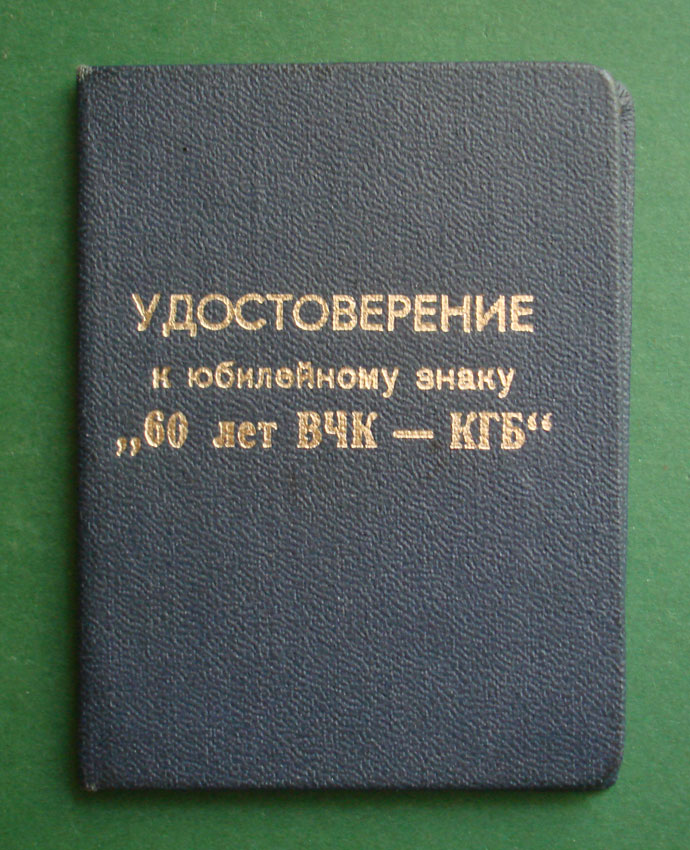 УДОСТОВЕРЕНИЕ
к юбилейному знаку
„60 лет ВЧК — КГБ“